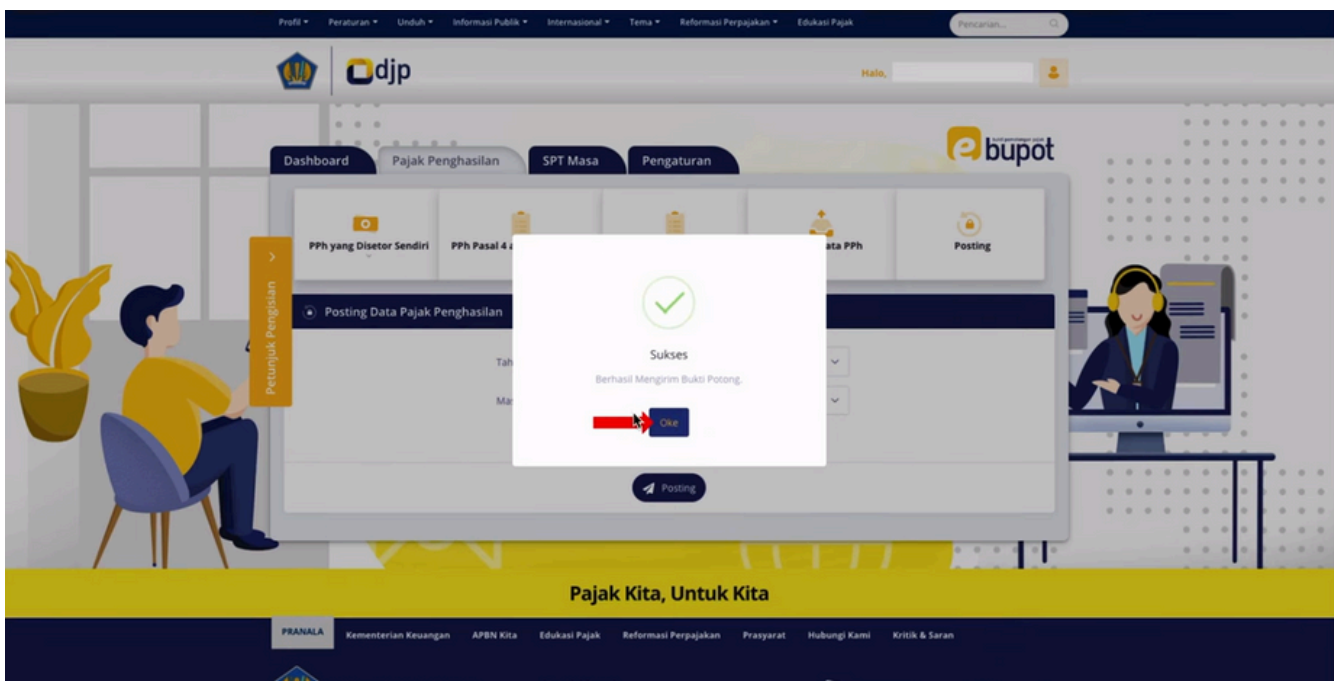 Profil Peraturan Unduh Informasi Publik Internasional Tema Reformasi Perpajakan Edukasi Pajak Pencarian...
djp
Halo,
e bupot
Dashboard Pajak Penghasilan SPT Masa Pengaturan
PPh yang Disetor Sendiri PPh Pasal 4 a ata PPh Posting
Petunjuk Pengisian
Posting Data Pajak Penghasilan
Tah
Mas
Sukses
Berhasil Mengirim Bukti Potong.
Oke
Posting
Pajak Kita, Untuk Kita
PRANALA Kementerian Keuangan APBN Kita Edukasi Pajak Reformasi Perpajakan Prasyarat Hubungi Kami Kritik & Saran